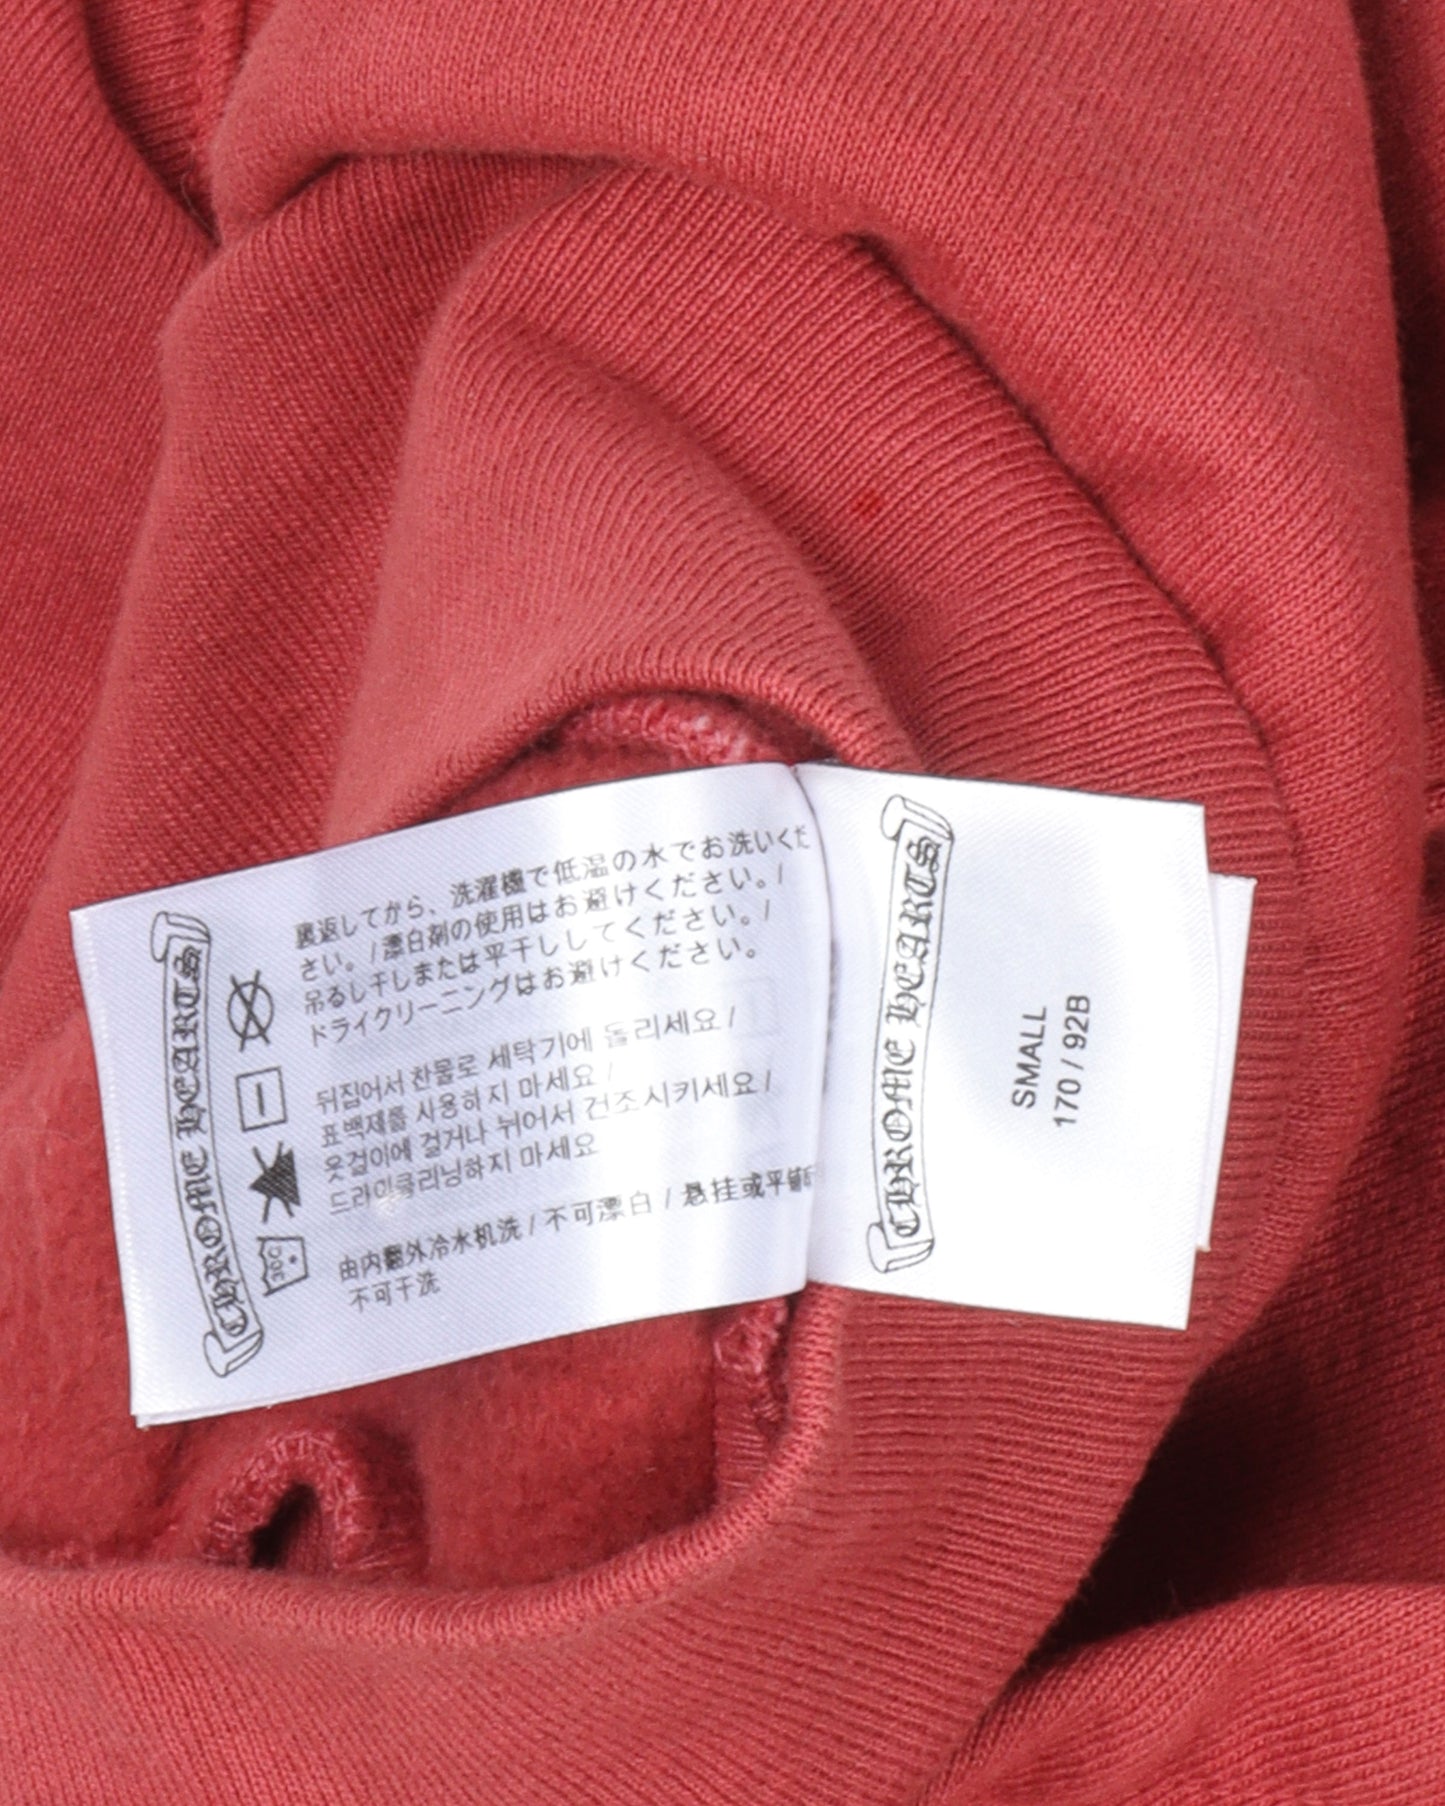 CHROME HEARTS
裏返してから、洗濯機で低温の水でお洗いくだ
さい。/漂白剤の使用はお避けください。/
吊るし干しまたは平干ししてください。/
ドライクリーニングはお避けください。
뒤집어서 찬물로 세탁기에 돌리세요 /
표백제를 사용하지 마세요 /
옷걸이에 걸거나 뉘어서 건조시키세요 /
드라이클리닝하지 마세요
由内翻外冷水机洗 / 不可漂白 / 悬挂或平铺
不可干洗
CHROME HEARTS
SMALL
170 / 92B